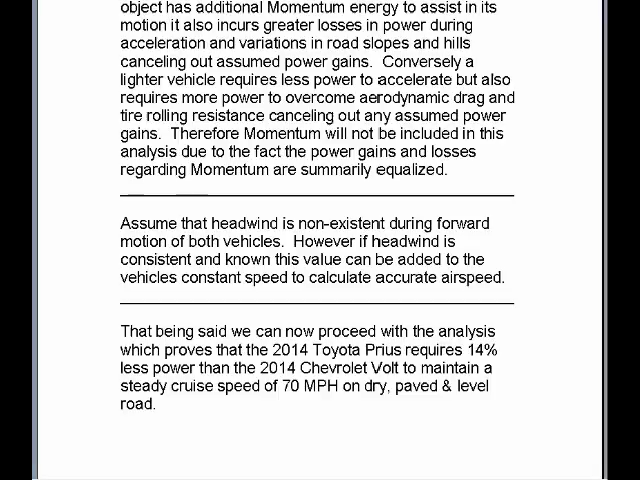 object has additional Momentum energy to assist in its
motion it also incurs greater losses in power during
acceleration and variations in road slopes and hills
canceling out assumed power gains.  Conversely a
lighter vehicle requires less power to accelerate but also
requires more power to overcome aerodynamic drag and
tire rolling resistance canceling out any assumed power
gains.  Therefore Momentum will not be included in this
analysis due to the fact the power gains and losses
regarding Momentum are summarily equalized.
Assume that headwind is non-existent during forward
motion of both vehicles.  However if headwind is
consistent and known this value can be added to the
vehicles constant speed to calculate accurate airspeed.
That being said we can now proceed with the analysis
which proves that the 2014 Toyota Prius requires 14%
less power than the 2014 Chevrolet Volt to maintain a
steady cruise speed of 70 MPH on dry, paved & level
road.